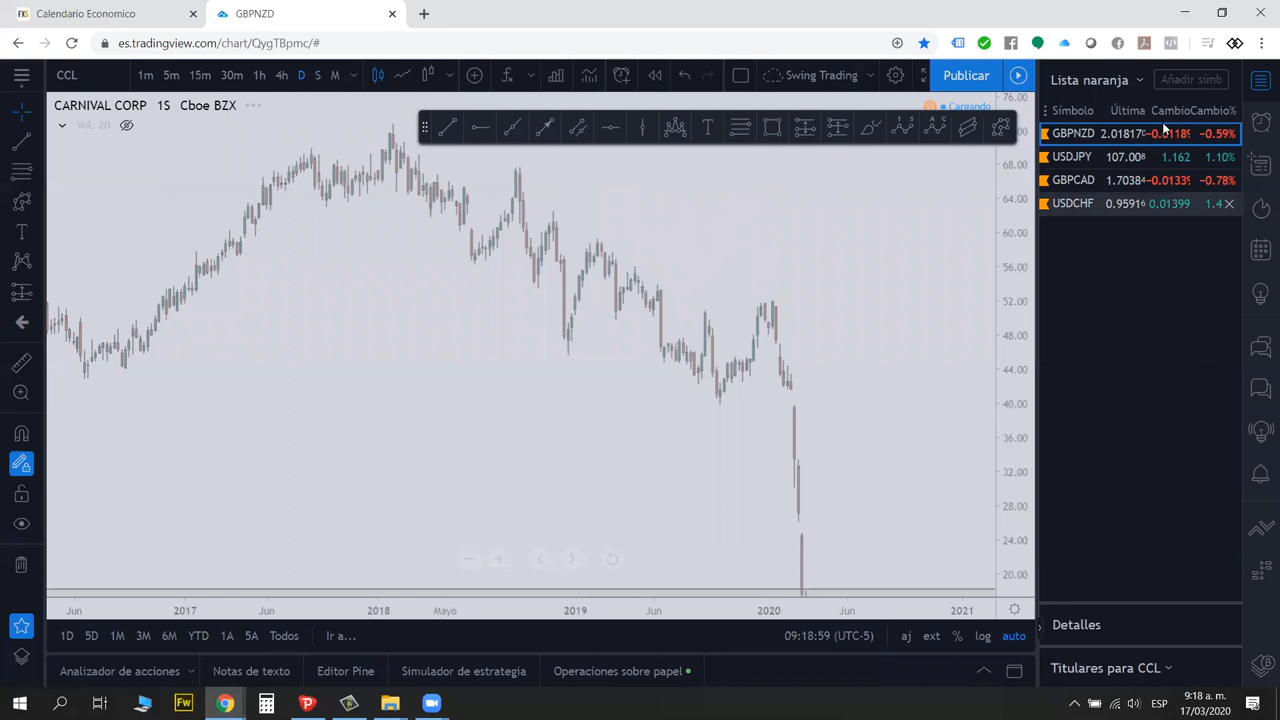 Calendario Economico
GBPNZD
es.tradingview.com/chart/QygTBpmc/#
CCL 1m 5m 15m 30m 1h 4h D S M Swing Trading Publicar
Lista naranja Añadir símb
CARNIVAL CORP 1S Cboe BZX
Cargando
Vol. 20
Símbolo Última Cambio Cambio%
GBPNZD 2.01817 −0.0118 −0.59%
USDJPY 107.008 1.162 1.10%
GBPCAD 1.70384 −0.01339 −0.78%
USDCHF 0.95916 0.01399 1.4
76.00
68.00
64.00
60.00
56.00
52.00
48.00
44.00
40.00
36.00
32.00
28.00
24.00
20.00
Jun 2017 Jun 2018 Mayo 2019 Jun 2020 Jun 2021
1D 5D 1M 3M 6M YTD 1A 5A Todos Ir a... 09:18:59 (UTC-5) aj ext % log auto
Detalles
Analizador de acciones Notas de texto Editor Pine Simulador de estrategia Operaciones sobre papel
Titulares para CCL
Fw
ESP
9:18 a. m.
17/03/2020